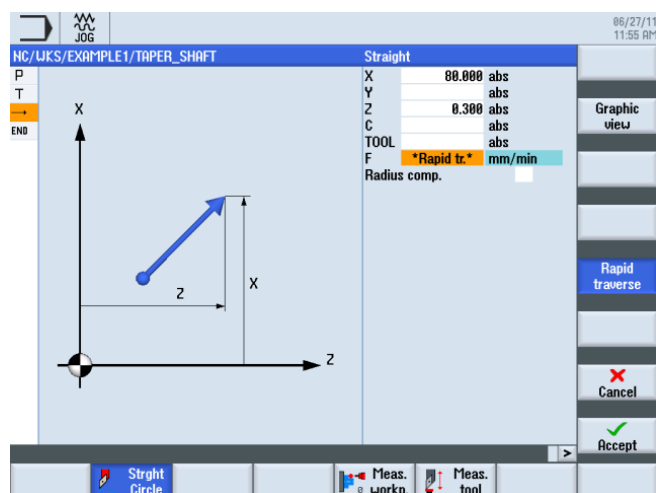 JOG
06/27/11
11:55 AM
NC/WKS/EXAMPLE1/TAPER_SHAFT
Straight
P
T
→
END
X
Z
X
Z
X 80.000 abs
Y abs
Z 0.300 abs
C abs
TOOL abs
F *Rapid tr.* mm/min
Radius comp.
Graphic
view
Rapid
traverse
Cancel
Accept
>
Strght
Circle
Meas.
workp.
Meas.
tool